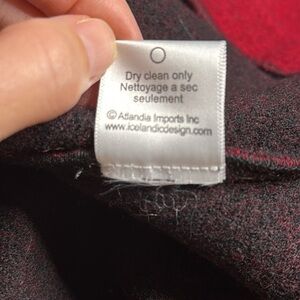 Dry clean only
Nettoyage a sec
seulement
© Atlandia Imports Inc
www.icelandicdesign.com